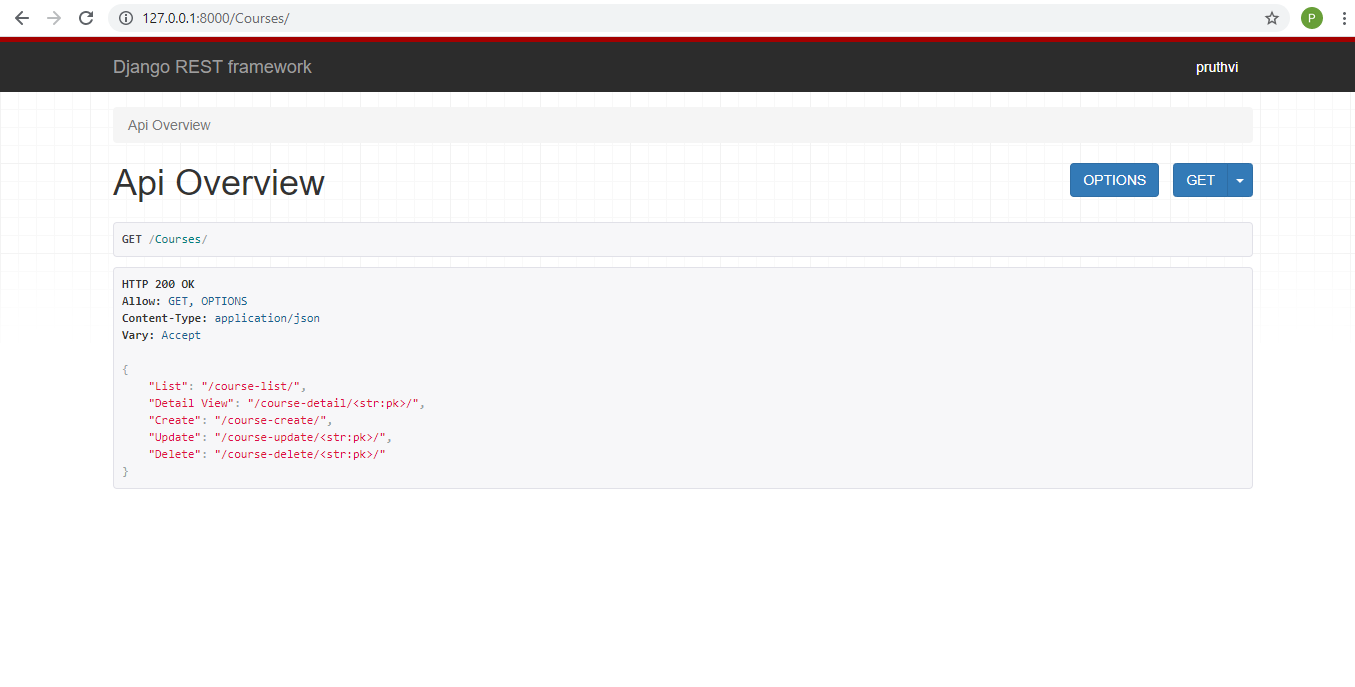 127.0.0.1:8000/Courses/
P
Django REST framework
pruthvi
Api Overview
Api Overview
OPTIONS
GET
GET /Courses/
HTTP 200 OK
Allow: GET, OPTIONS
Content-Type: application/json
Vary: Accept
{
"List": "/course-list/",
"Detail View": "/course-detail/<str:pk>/",
"Create": "/course-create/",
"Update": "/course-update/<str:pk>/",
"Delete": "/course-delete/<str:pk>/"
}